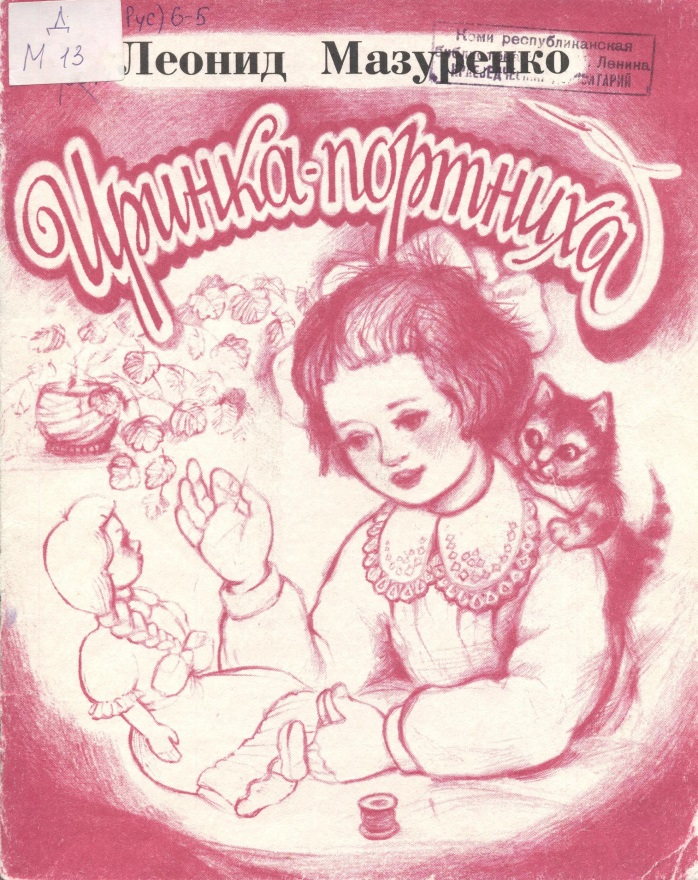 Д
М 13
(Рус) 6-5
Леонид Мазуренко
Коми республиканская
Ленина
Иринка-портниха